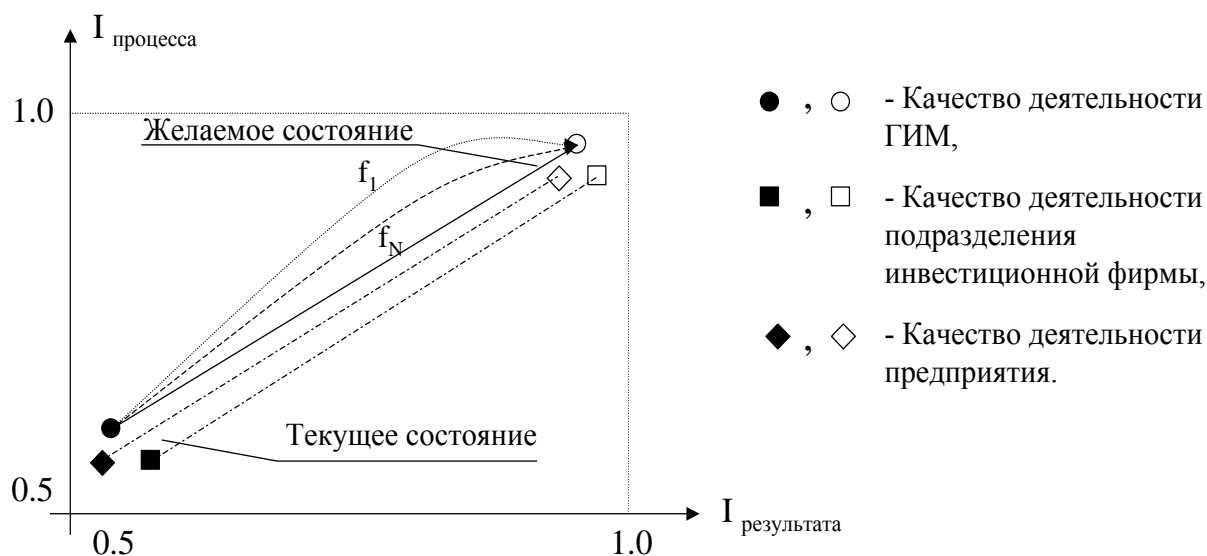 I процесса
1.0
Желаемое состояние
f1
fN
Текущее состояние
0.5
0.5
1.0
I результата
, - Качество деятельности
ГИМ,
, - Качество деятельности
подразделения
инвестиционной фирмы,
, - Качество деятельности
предприятия.